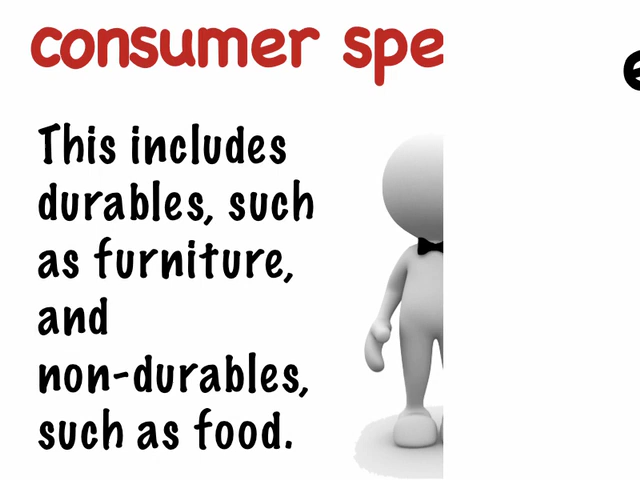 consumer spe
This includes
durables, such
as furniture,
and
non-durables,
such as food.